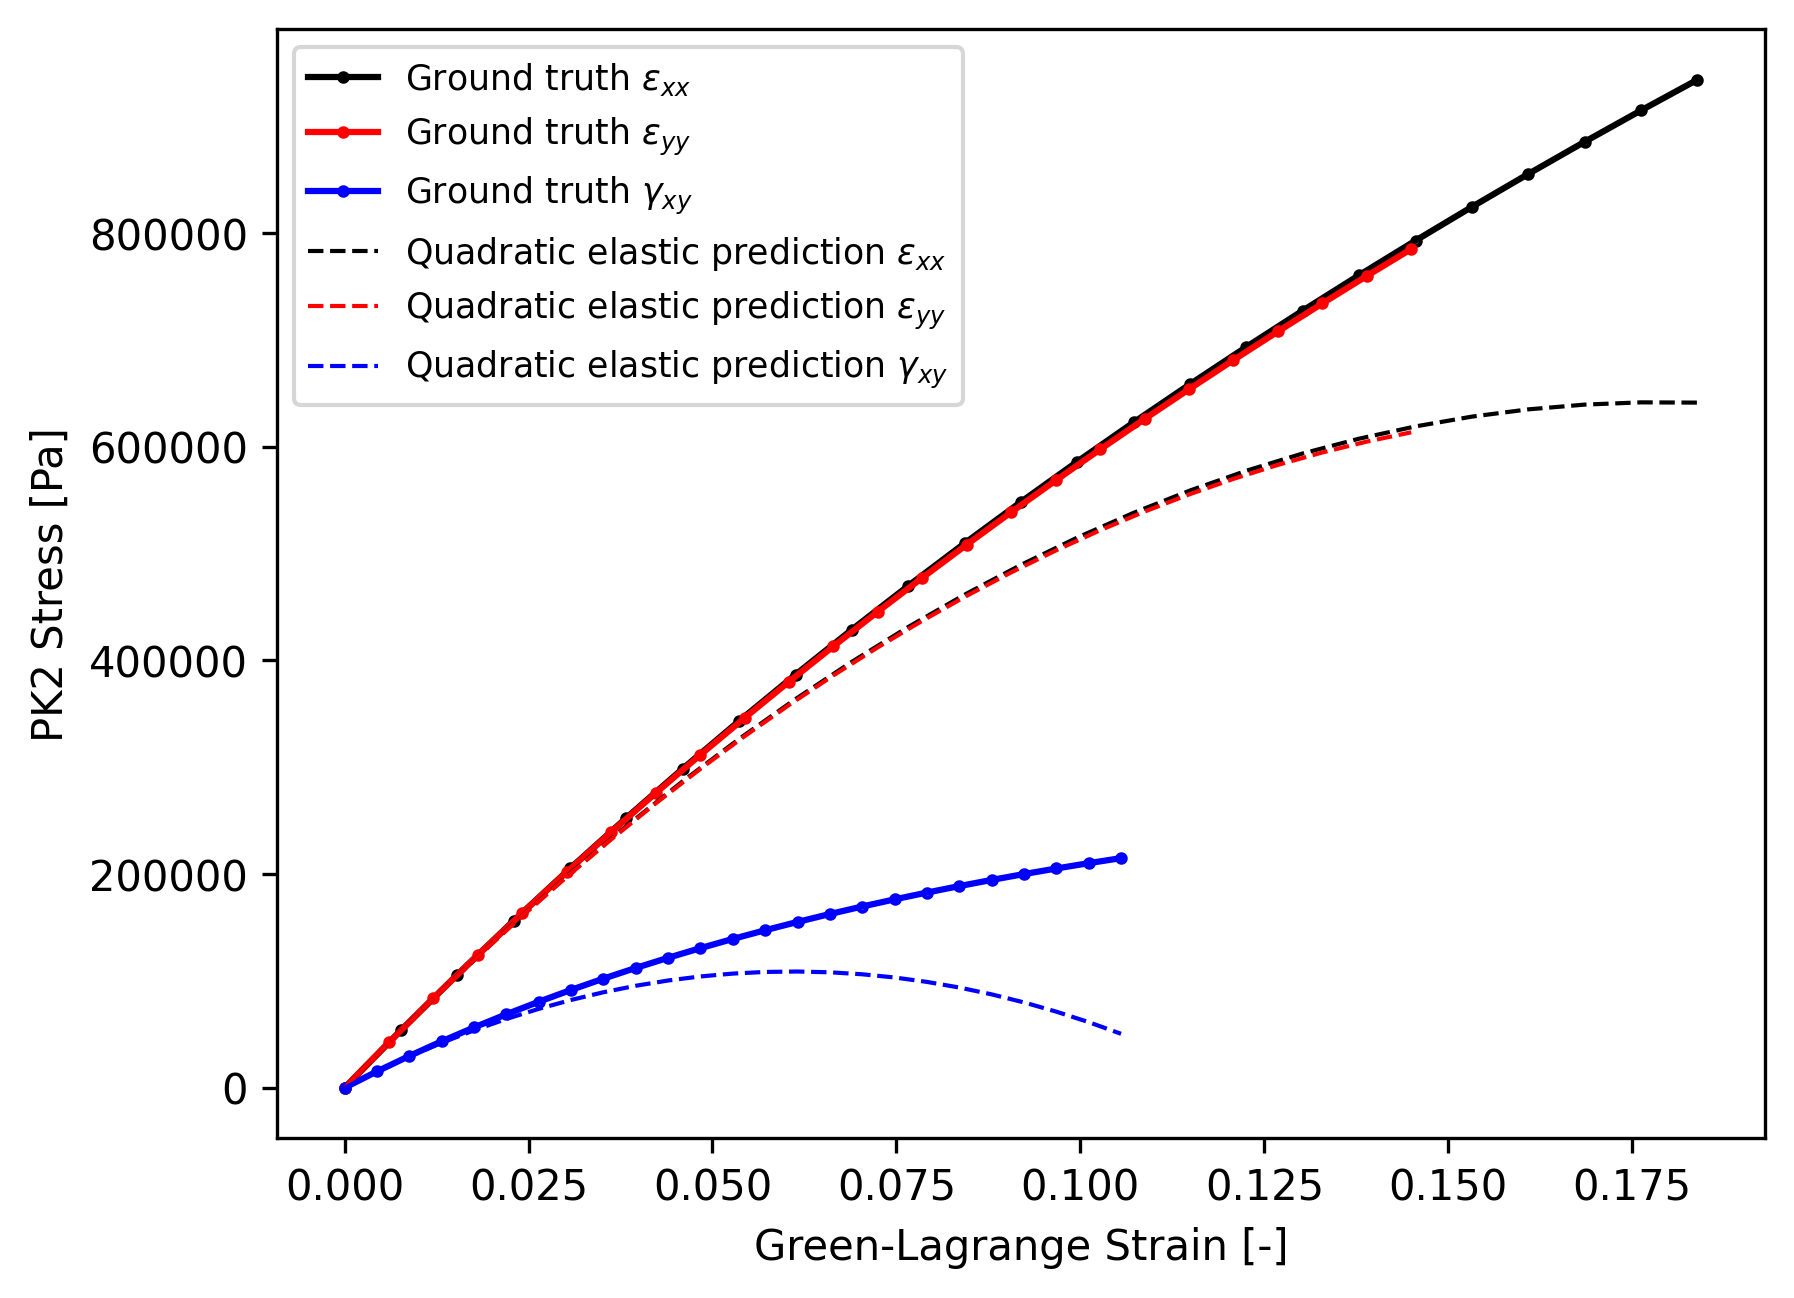 Ground truth εxx
Ground truth εyy
Ground truth γxy
Quadratic elastic prediction εxx
Quadratic elastic prediction εyy
Quadratic elastic prediction γxy
PK2 Stress [Pa]
800000
600000
400000
200000
0
0.000 0.025 0.050 0.075 0.100 0.125 0.150 0.175
Green-Lagrange Strain [-]